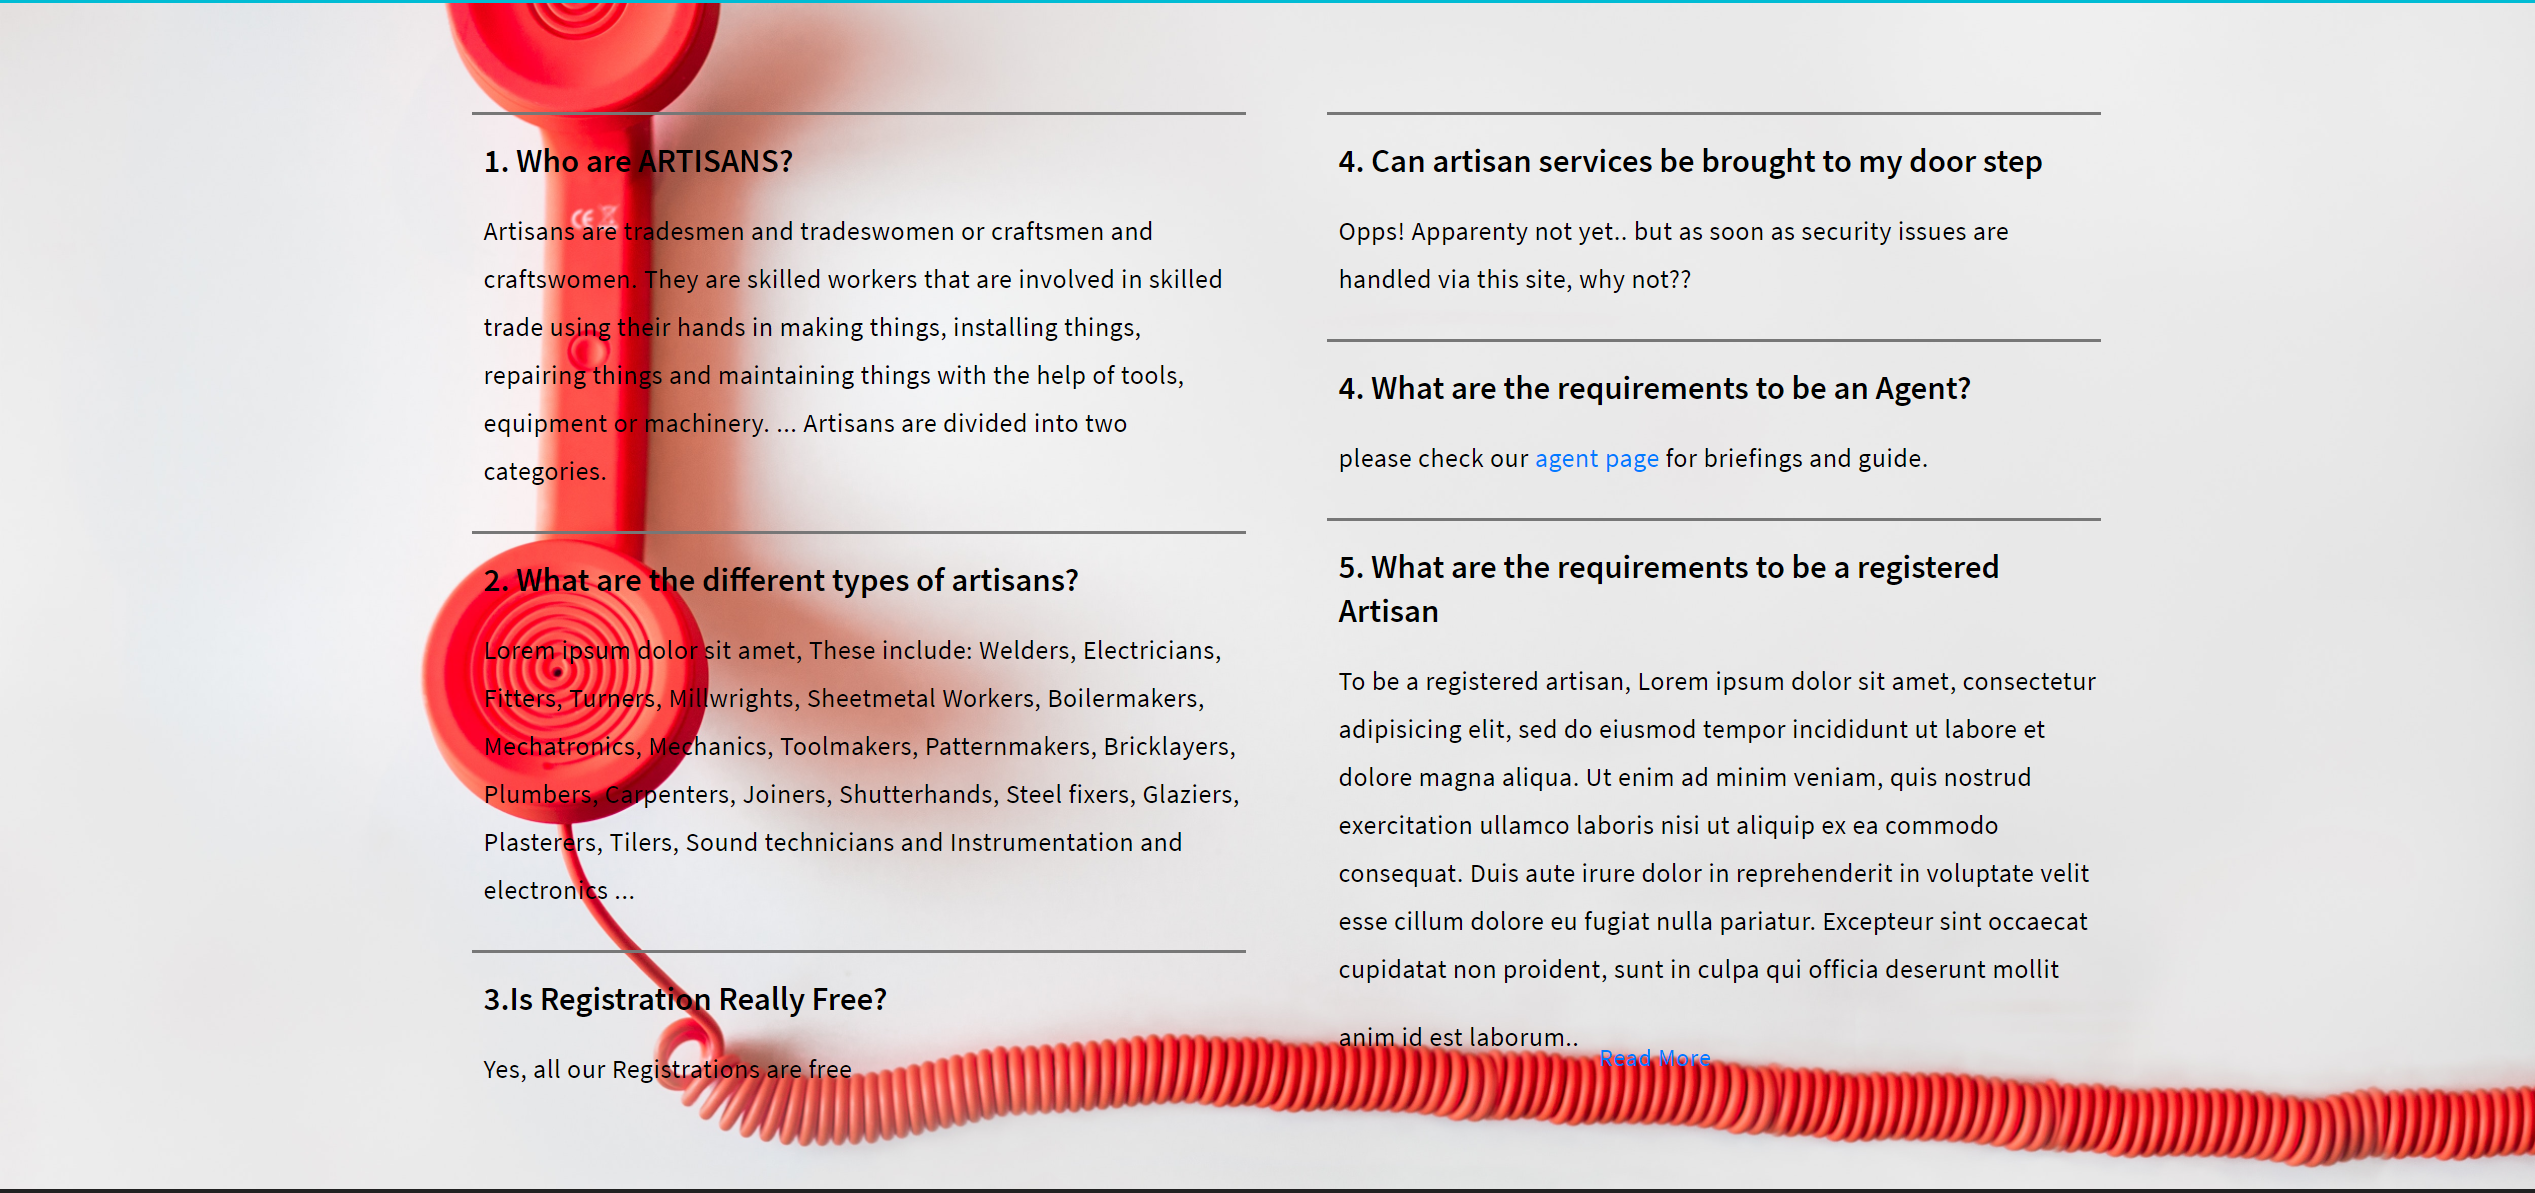 1. Who are ARTISANS?
Artisans are tradesmen and tradeswomen or craftsmen and
craftswomen. They are skilled workers that are involved in skilled
trade using their hands in making things, installing things,
repairing things and maintaining things with the help of tools,
equipment or machinery. ... Artisans are divided into two
categories.
2. What are the different types of artisans?
Lorem ipsum dolor sit amet, These include: Welders, Electricians,
Fitters, Turners, Millwrights, Sheetmetal Workers, Boilermakers,
Mechatronics, Mechanics, Toolmakers, Patternmakers, Bricklayers,
Plumbers, Carpenters, Joiners, Shutterhands, Steel fixers, Glaziers,
Plasterers, Tilers, Sound technicians and Instrumentation and
electronics ...
3.Is Registration Really Free?
Yes, all our Registrations are free
4. Can artisan services be brought to my door step
Opps! Apparenty not yet.. but as soon as security issues are
handled via this site, why not??
4. What are the requirements to be an Agent?
please check our agent page for briefings and guide.
5. What are the requirements to be a registered
Artisan
To be a registered artisan, Lorem ipsum dolor sit amet, consectetur
adipisicing elit, sed do eiusmod tempor incididunt ut labore et
dolore magna aliqua. Ut enim ad minim veniam, quis nostrud
exercitation ullamco laboris nisi ut aliquip ex ea commodo
consequat. Duis aute irure dolor in reprehenderit in voluptate velit
esse cillum dolore eu fugiat nulla pariatur. Excepteur sint occaecat
cupidatat non proident, sunt in culpa qui officia deserunt mollit
anim id est laborum..
Read More
CE